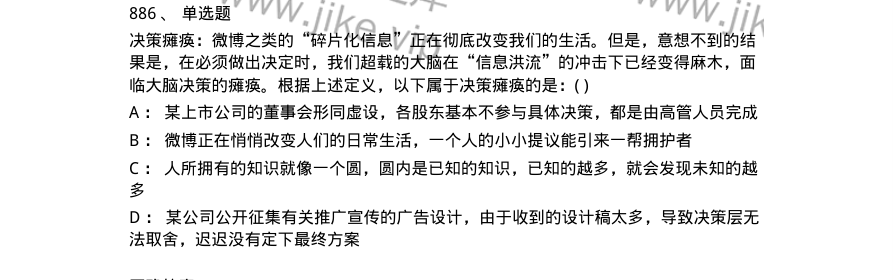 www.jike.vip
库
www.jik
886 、 单选题
决策瘫痪：微博之类的“碎片化信息”正在彻底改变我们的生活。但是，意想不到的结
果是，在必须做出决定时，我们超载的大脑在“信息洪流”的冲击下已经变得麻木，面
临大脑决策的瘫痪。根据上述定义，以下属于决策瘫痪的是：( )
A ： 某上市公司的董事会形同虚设，各股东基本不参与具体决策，都是由高管人员完成
B ： 微博正在悄悄改变人们的日常生活，一个人的小小提议能引来一帮拥护者
C ： 人所拥有的知识就像一个圆，圆内是已知的知识，已知的越多，就会发现未知的越
多
D ： 某公司公开征集有关推广宣传的广告设计，由于收到的设计稿太多，导致决策层无
法取舍，迟迟没有定下最终方案